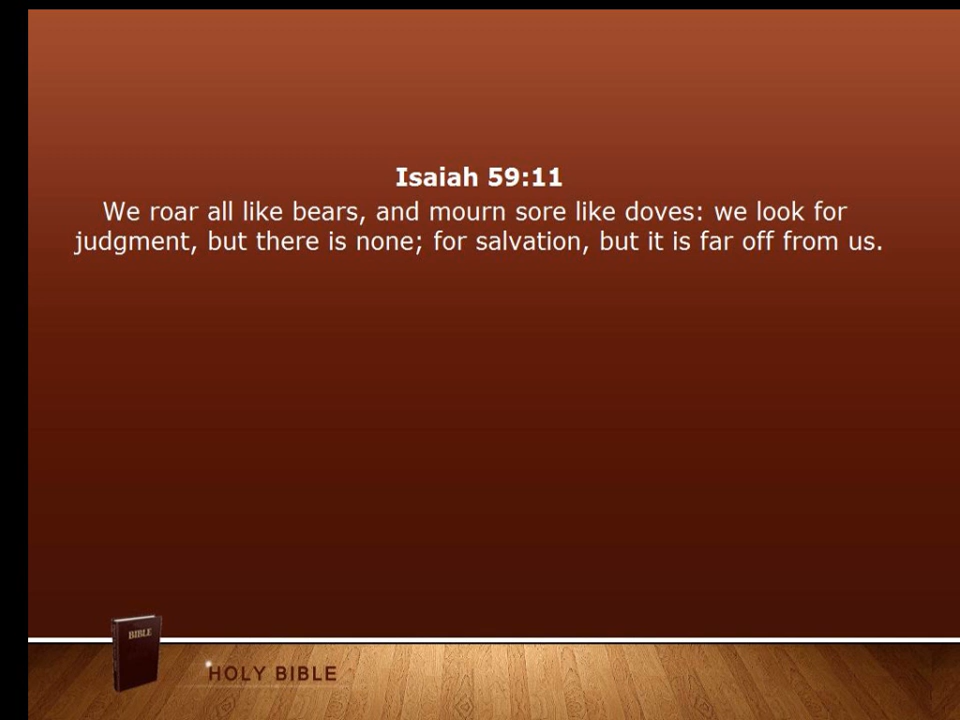 Isaiah 59:11
We roar all like bears, and mourn sore like doves: we look for
judgment, but there is none; for salvation, but it is far off from us.
BIBLE
HOLY BIBLE